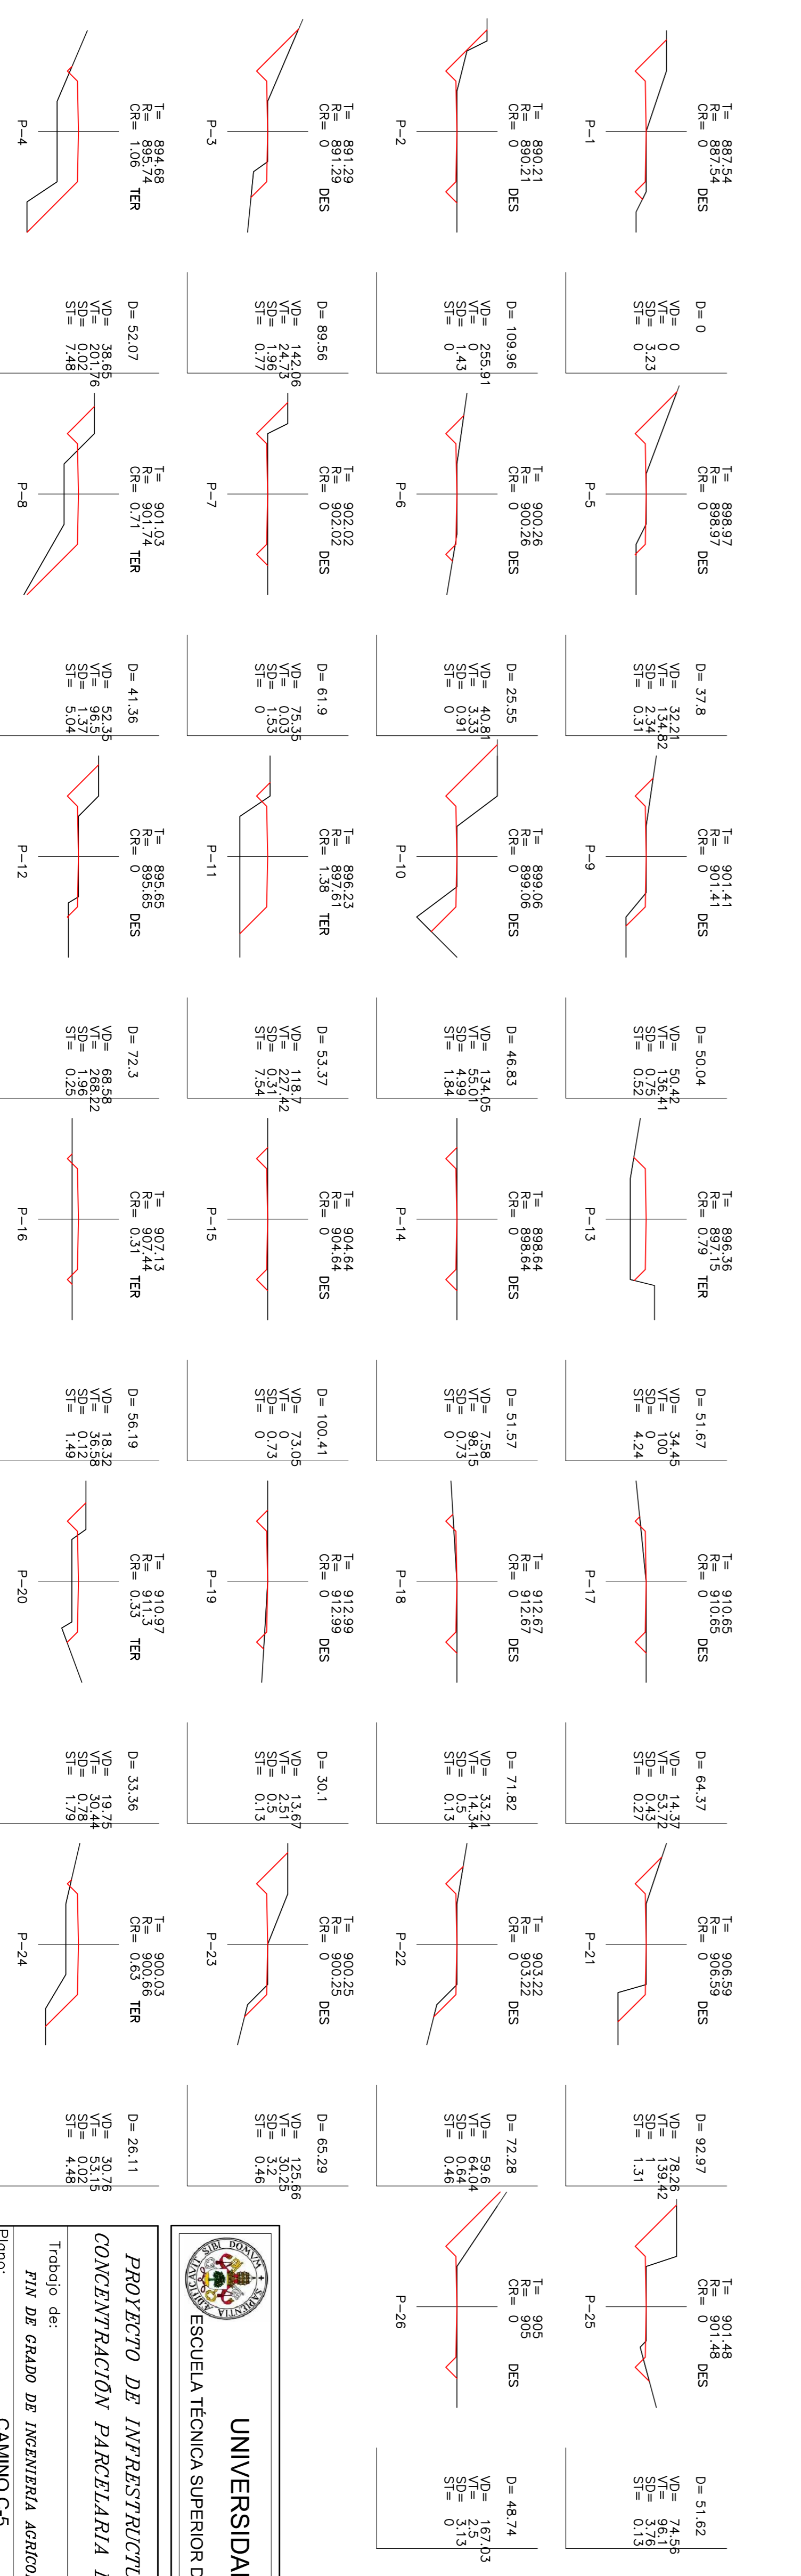 T= 887.54
R= 887.54
CR= 0 DES
P-1
D= 0
VD= 0
VT= 0
SD= 3.23
ST= 0
T= 890.21
R= 890.21
CR= 0 DES
P-2
D= 109.96
VD= 255.91
VT= 0
SD= 1.43
ST= 0
T= 891.29
R= 891.29
CR= 0 DES
P-3
D= 89.56
VD= 142.06
VT= 24.73
SD= 1.96
ST= 0.77
T= 894.68
R= 895.74
CR= 1.06 TER
P-4
D= 52.07
VD= 38.65
VT= 201.76
SD= 0.02
ST= 7.48
T= 898.97
R= 898.97
CR= 0 DES
P-5
D= 37.8
VD= 32.21
VT= 134.82
SD= 2.34
ST= 0.31
T= 900.26
R= 900.26
CR= 0 DES
P-6
D= 25.55
VD= 40.81
VT= 3.33
SD= 0.91
ST= 0
T= 902.02
R= 902.02
CR= 0 DES
P-7
D= 61.9
VD= 75.35
VT= 0.03
SD= 1.53
ST= 0
T= 901.03
R= 901.74
CR= 0.71 TER
P-8
D= 41.36
VD= 52.35
VT= 96.5
SD= 1.37
ST= 5.04
T= 901.41
R= 901.41
CR= 0 DES
P-9
D= 50.04
VD= 50.42
VT= 136.41
SD= 0.75
ST= 0.52
T= 899.06
R= 899.06
CR= 0 DES
P-10
D= 46.83
VD= 134.05
VT= 55.01
SD= 4.99
ST= 1.84
T= 896.23
R= 897.61
CR= 1.38 TER
P-11
D= 53.37
VD= 118.7
VT= 227.42
SD= 0.31
ST= 7.54
T= 895.65
R= 895.65
CR= 0 DES
P-12
D= 72.3
VD= 68.58
VT= 268.22
SD= 1.96
ST= 0.25
T= 896.36
R= 897.15
CR= 0.79 TER
P-13
D= 51.67
VD= 34.45
VT= 100
SD= 0
ST= 4.24
T= 898.64
R= 898.64
CR= 0 DES
P-14
D= 51.57
VD= 7.58
VT= 98.15
SD= 0.73
ST= 0
T= 904.64
R= 904.64
CR= 0 DES
P-15
D= 100.41
VD= 73.05
VT= 0
SD= 0.73
ST= 0
T= 907.13
R= 907.44
CR= 0.31 TER
P-16
D= 56.19
VD= 18.32
VT= 36.58
SD= 0.12
ST= 1.49
T= 910.65
R= 910.65
CR= 0 DES
P-17
D= 64.37
VD= 14.37
VT= 53.72
SD= 0.43
ST= 0.27
T= 912.67
R= 912.67
CR= 0 DES
P-18
D= 71.82
VD= 33.21
VT= 14.34
SD= 0.5
ST= 0.13
T= 912.99
R= 912.99
CR= 0 DES
P-19
D= 30.1
VD= 13.67
VT= 2.51
SD= 0.5
ST= 0.13
T= 910.97
R= 911.3
CR= 0.33 TER
P-20
D= 33.36
VD= 19.75
VT= 30.44
SD= 0.78
ST= 1.79
T= 906.59
R= 906.59
CR= 0 DES
P-21
D= 92.97
VD= 78.26
VT= 139.42
SD= 1
ST= 1.31
T= 903.22
R= 903.22
CR= 0 DES
P-22
D= 72.28
VD= 59.6
VT= 64.04
SD= 0.64
ST= 0.46
T= 900.25
R= 900.25
CR= 0 DES
P-23
D= 65.29
VD= 125.66
VT= 30.25
SD= 3.2
ST= 0.46
T= 900.03
R= 900.66
CR= 0.63 TER
P-24
D= 26.11
VD= 30.76
VT= 53.15
SD= 0.02
ST= 4.48
T= 901.48
R= 901.48
CR= 0 DES
P-25
D= 51.62
VD= 74.56
VT= 96.1
SD= 3.76
ST= 0.13
T= 905
R= 905
CR= 0 DES
P-26
D= 48.74
VD= 167.03
VT= 2.5
SD= 3.13
ST= 0
SIBI DOMVM SAPIENTIA ÆDIFICAVIT
UNIVERSIDA
ESCUELA TÉCNICA SUPERIOR D
PROYECTO DE INFRESTRUCTU
CONCENTRACIÓN PARCELARIA
Trabajo de:
FIN DE GRADO DE INGENIERÍA AGRÍCO
Plano:
CAMINO C-5